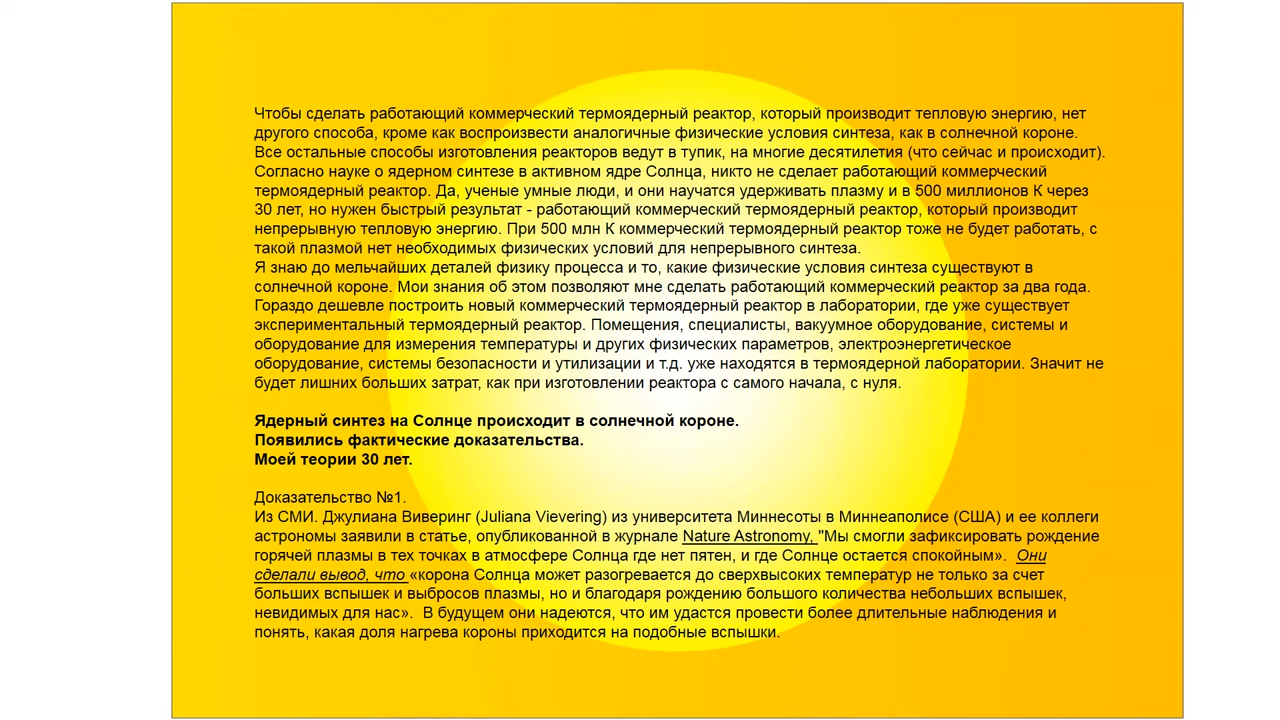 Чтобы сделать работающий коммерческий термоядерный реактор, который производит тепловую энергию, нет
другого способа, кроме как воспроизвести аналогичные физические условия синтеза, как в солнечной короне.
Все остальные способы изготовления реакторов ведут в тупик, на многие десятилетия (что сейчас и происходит).
Согласно науке о ядерном синтезе в активном ядре Солнца, никто не сделает работающий коммерческий
термоядерный реактор. Да, ученые умные люди, и они научатся удерживать плазму и в 500 миллионов К через
30 лет, но нужен быстрый результат - работающий коммерческий термоядерный реактор, который производит
непрерывную тепловую энергию. При 500 млн К коммерческий термоядерный реактор тоже не будет работать, с
такой плазмой нет необходимых физических условий для непрерывного синтеза.
Я знаю до мельчайших деталей физику процесса и то, какие физические условия синтеза существуют в
солнечной короне. Мои знания об этом позволяют мне сделать работающий коммерческий реактор за два года.
Гораздо дешевле построить новый коммерческий термоядерный реактор в лаборатории, где уже существует
экспериментальный термоядерный реактор. Помещения, специалисты, вакуумное оборудование, системы и
оборудование для измерения температуры и других физических параметров, электроэнергетическое
оборудование, системы безопасности и утилизации и т.д. уже находятся в термоядерной лаборатории. Значит не
будет лишних больших затрат, как при изготовлении реактора с самого начала, с нуля.
Ядерный синтез на Солнце происходит в солнечной короне.
Появились фактические доказательства.
Моей теории 30 лет.
Доказательство №1.
Из СМИ. Джулиана Виверинг (Juliana Vievering) из университета Миннесоты в Миннеаполисе (США) и ее коллеги
астрономы заявили в статье, опубликованной в журнале Nature Astronomy, "Мы смогли зафиксировать рождение
горячей плазмы в тех точках в атмосфере Солнца где нет пятен, и где Солнце остается спокойным». Они
сделали вывод, что «корона Солнца может разогревается до сверхвысоких температур не только за счет
больших вспышек и выбросов плазмы, но и благодаря рождению большого количества небольших вспышек,
невидимых для нас». В будущем они надеются, что им удастся провести более длительные наблюдения и
понять, какая доля нагрева короны приходится на подобные вспышки.